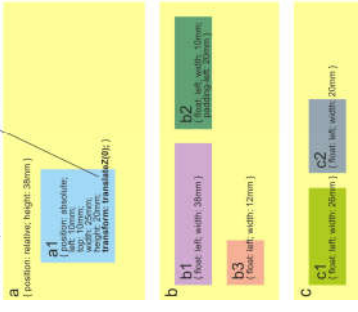 a
{ position: relative; height: 38mm }
a1
{ position: absolute;
left: 10mm;
top: 10mm;
width: 25mm;
height: 20mm;
transform: translateZ(0); }
b
b1
{ float: left; width: 38mm }
b2
{ float: left; width: 10mm;
padding-left: 20mm }
b3
{ float: left; width: 12mm }
c
c1
{ float: left; width: 26mm }
c2
{ float: left; width: 20mm }